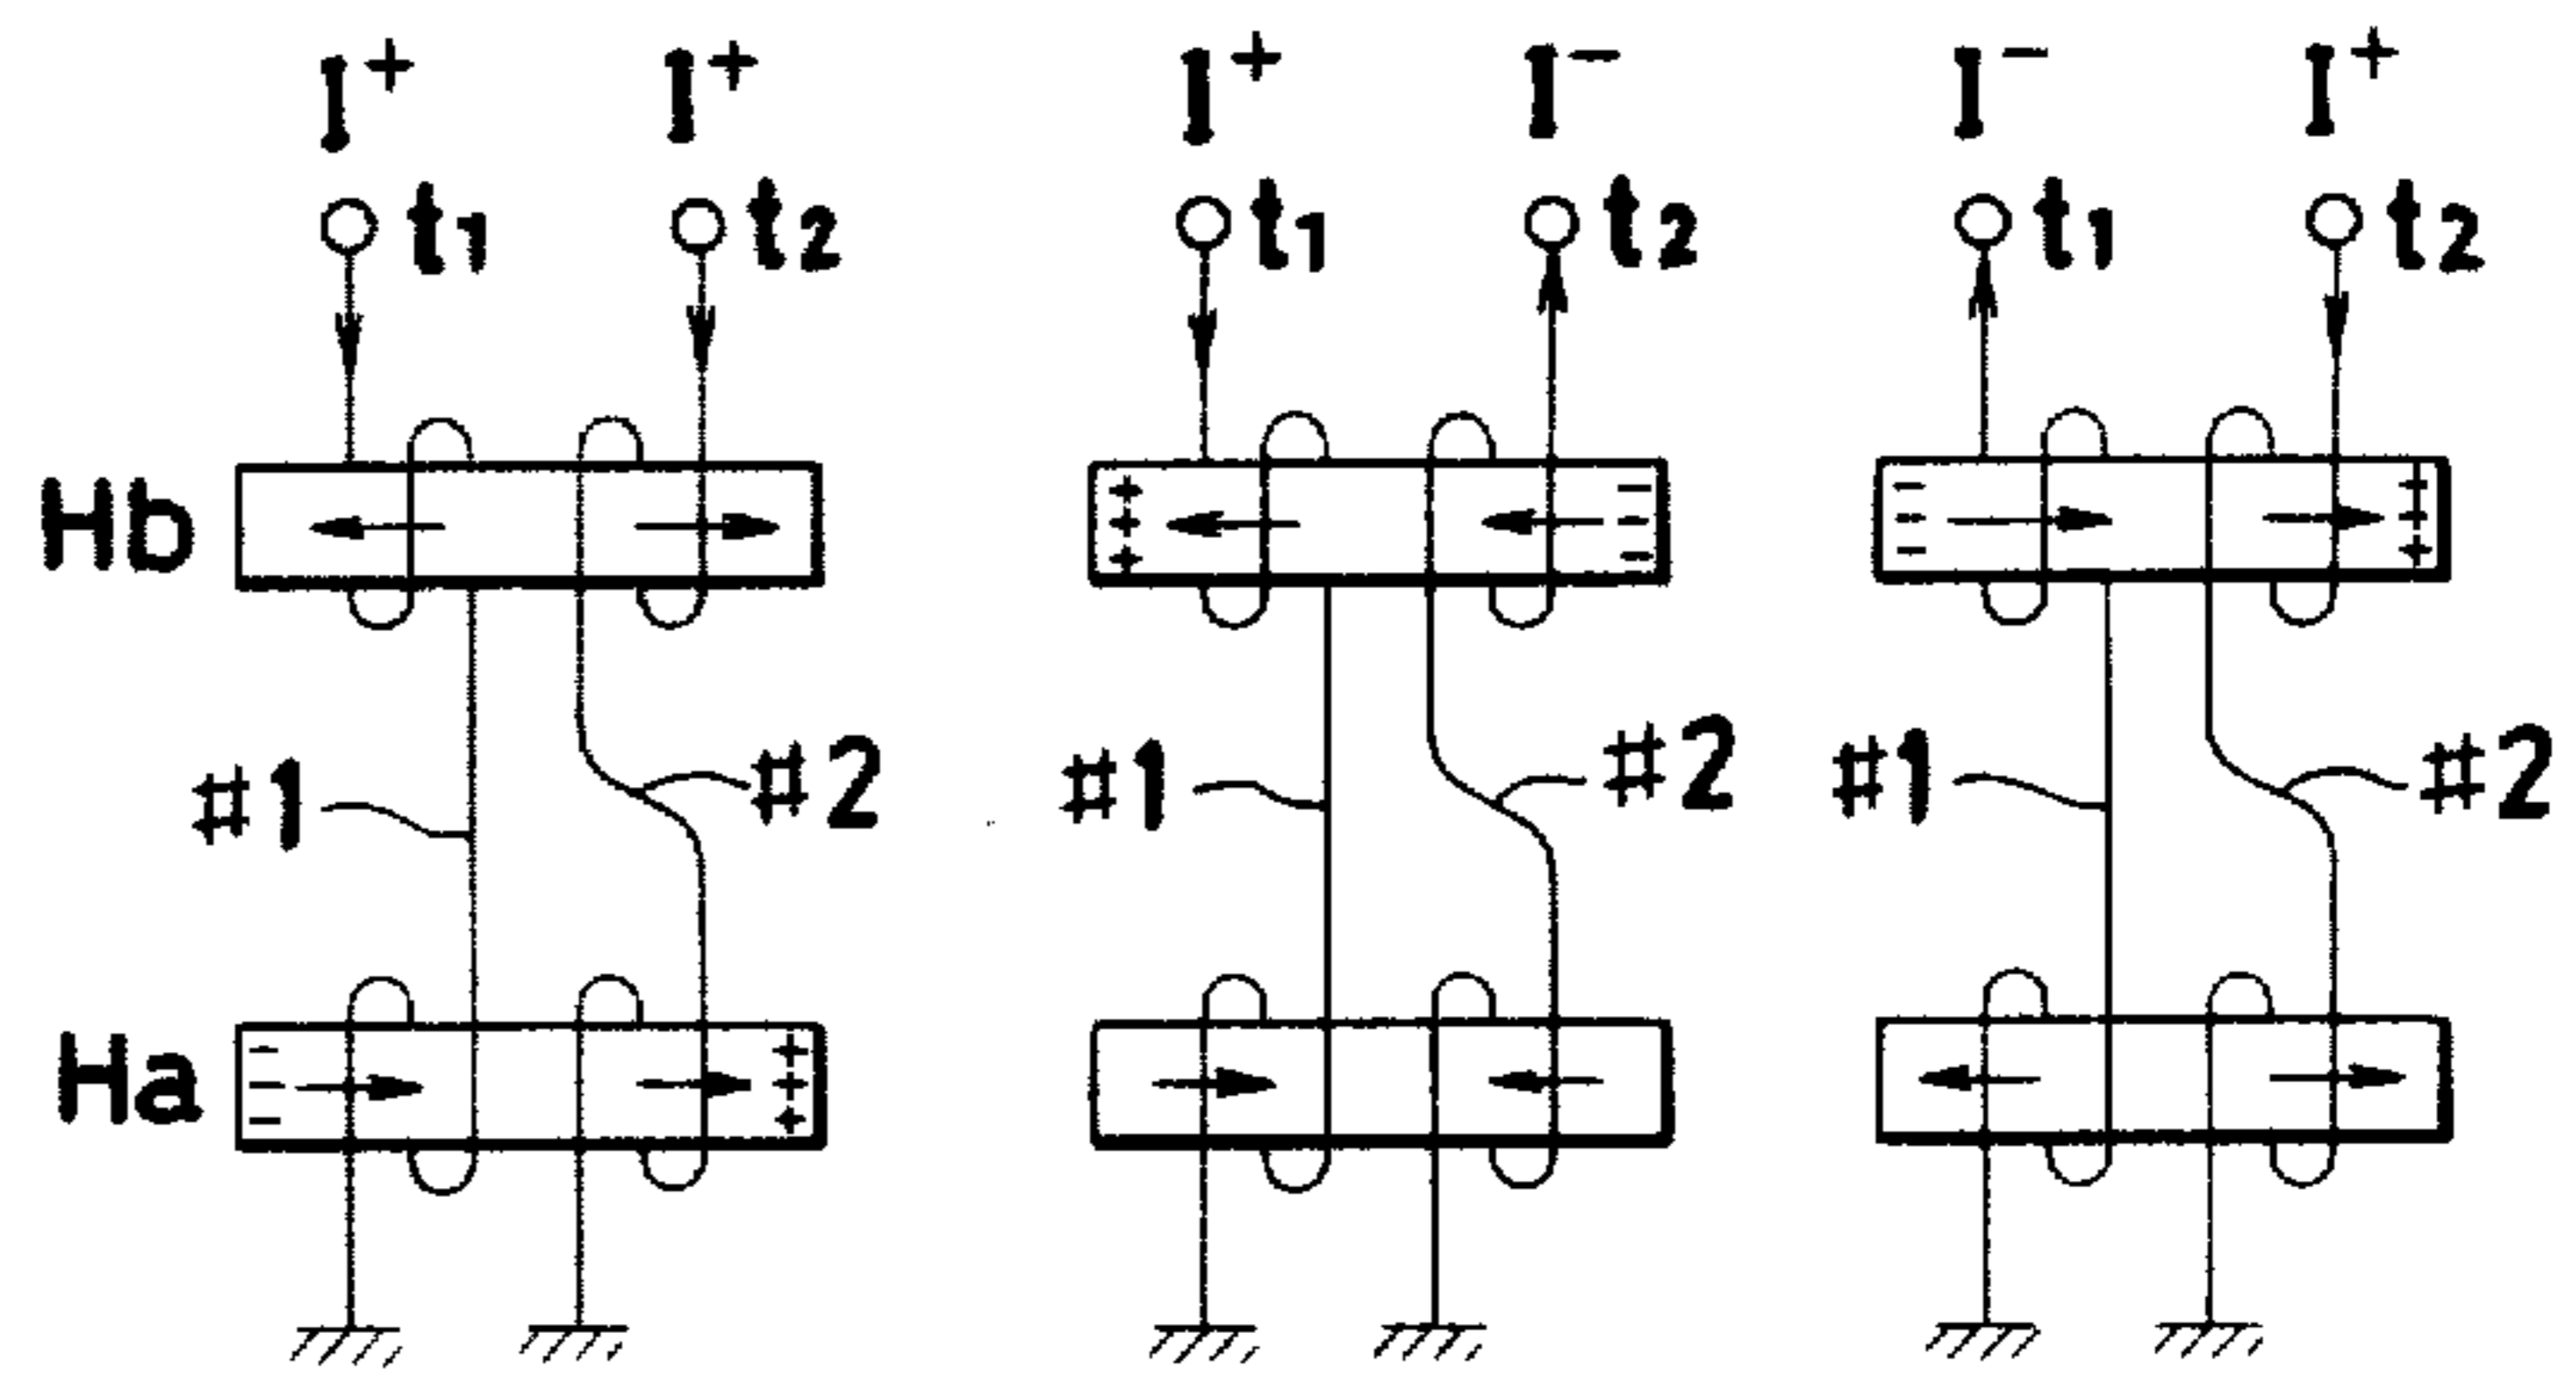 I⁺ I⁺ I⁺ I⁻ I⁻ I⁺
t₁ t₂ t₁ t₂ t₁ t₂
Hb + + + − − − − − − + + +
#1 #2 #1 #2 #1 #2
Ha − − − + + +